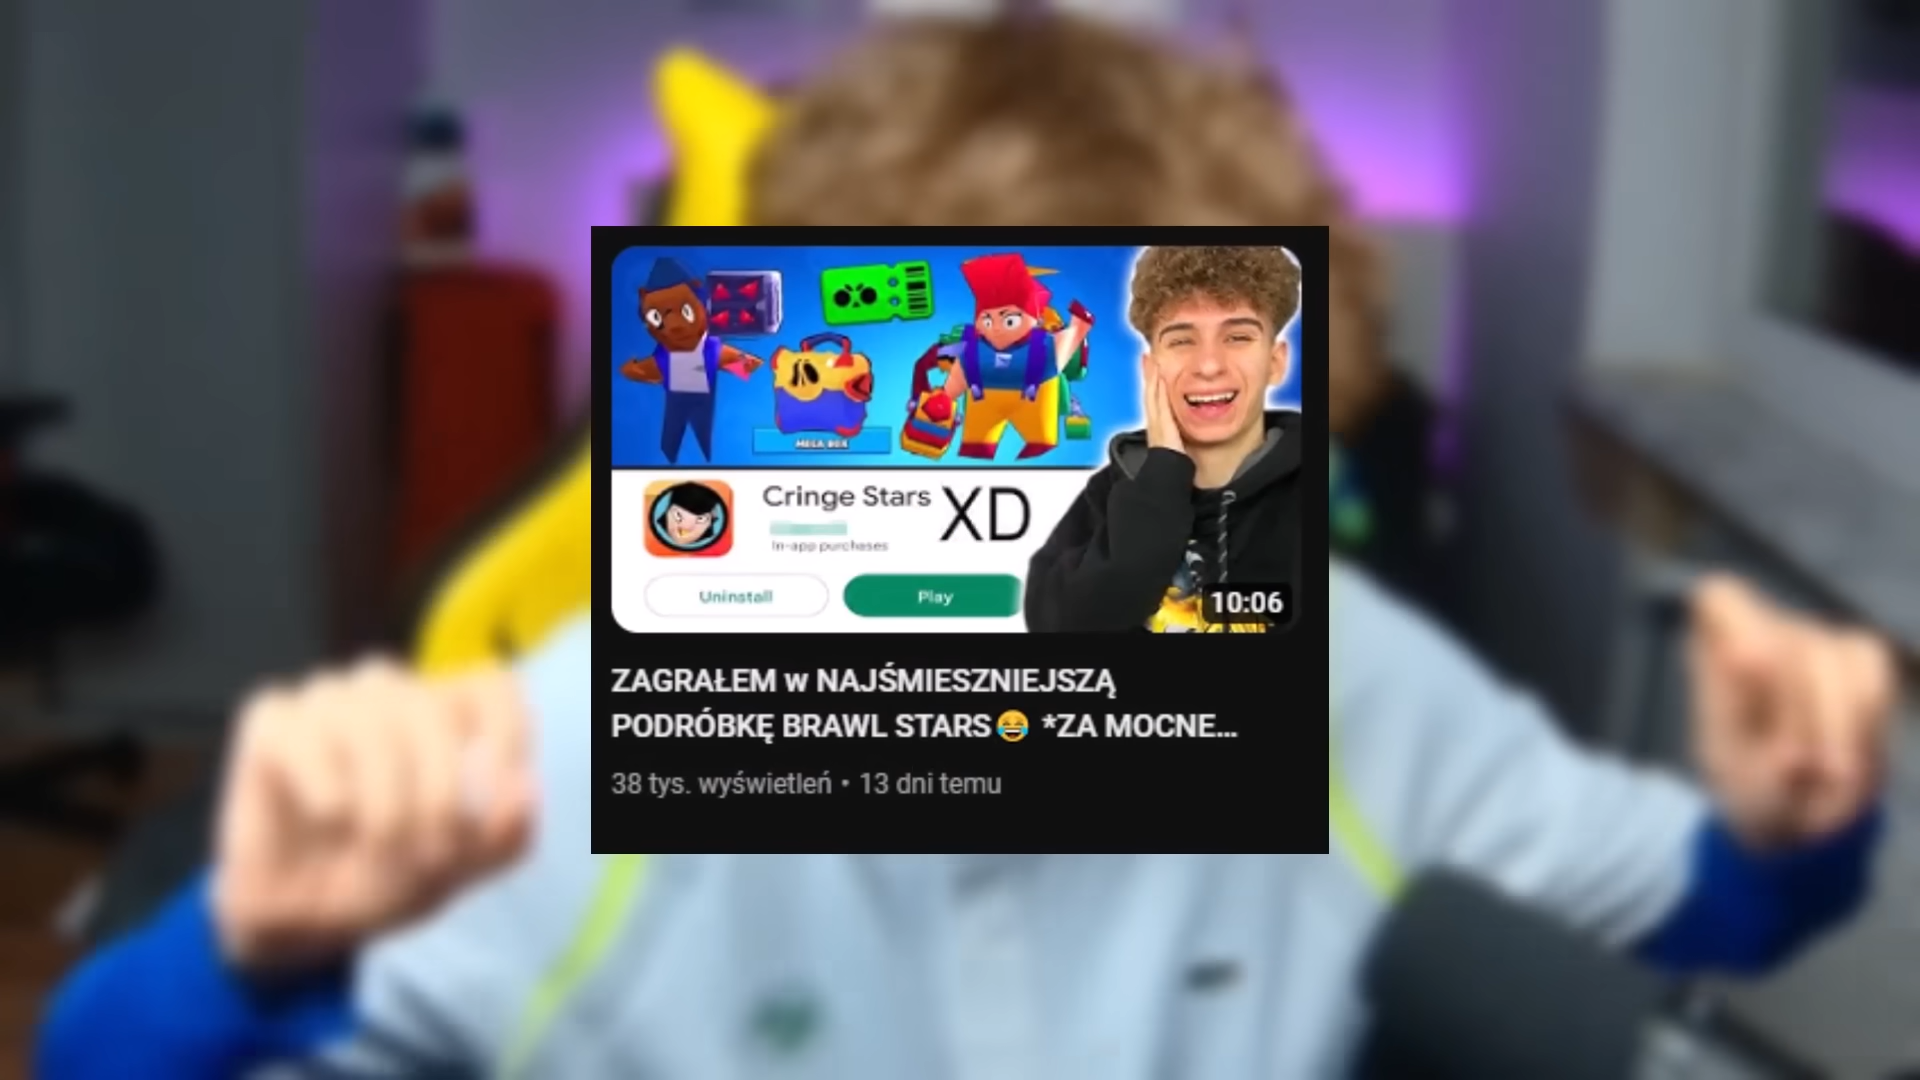 MEGA BOX
Cringe Stars XD
In-app purchases
Uninstall
Play
10:06
ZAGRAŁEM w NAJŚMIESZNIEJSZĄ
PODRÓBKĘ BRAWL STARS😂 *ZA MOCNE...
38 tys. wyświetleń • 13 dni temu